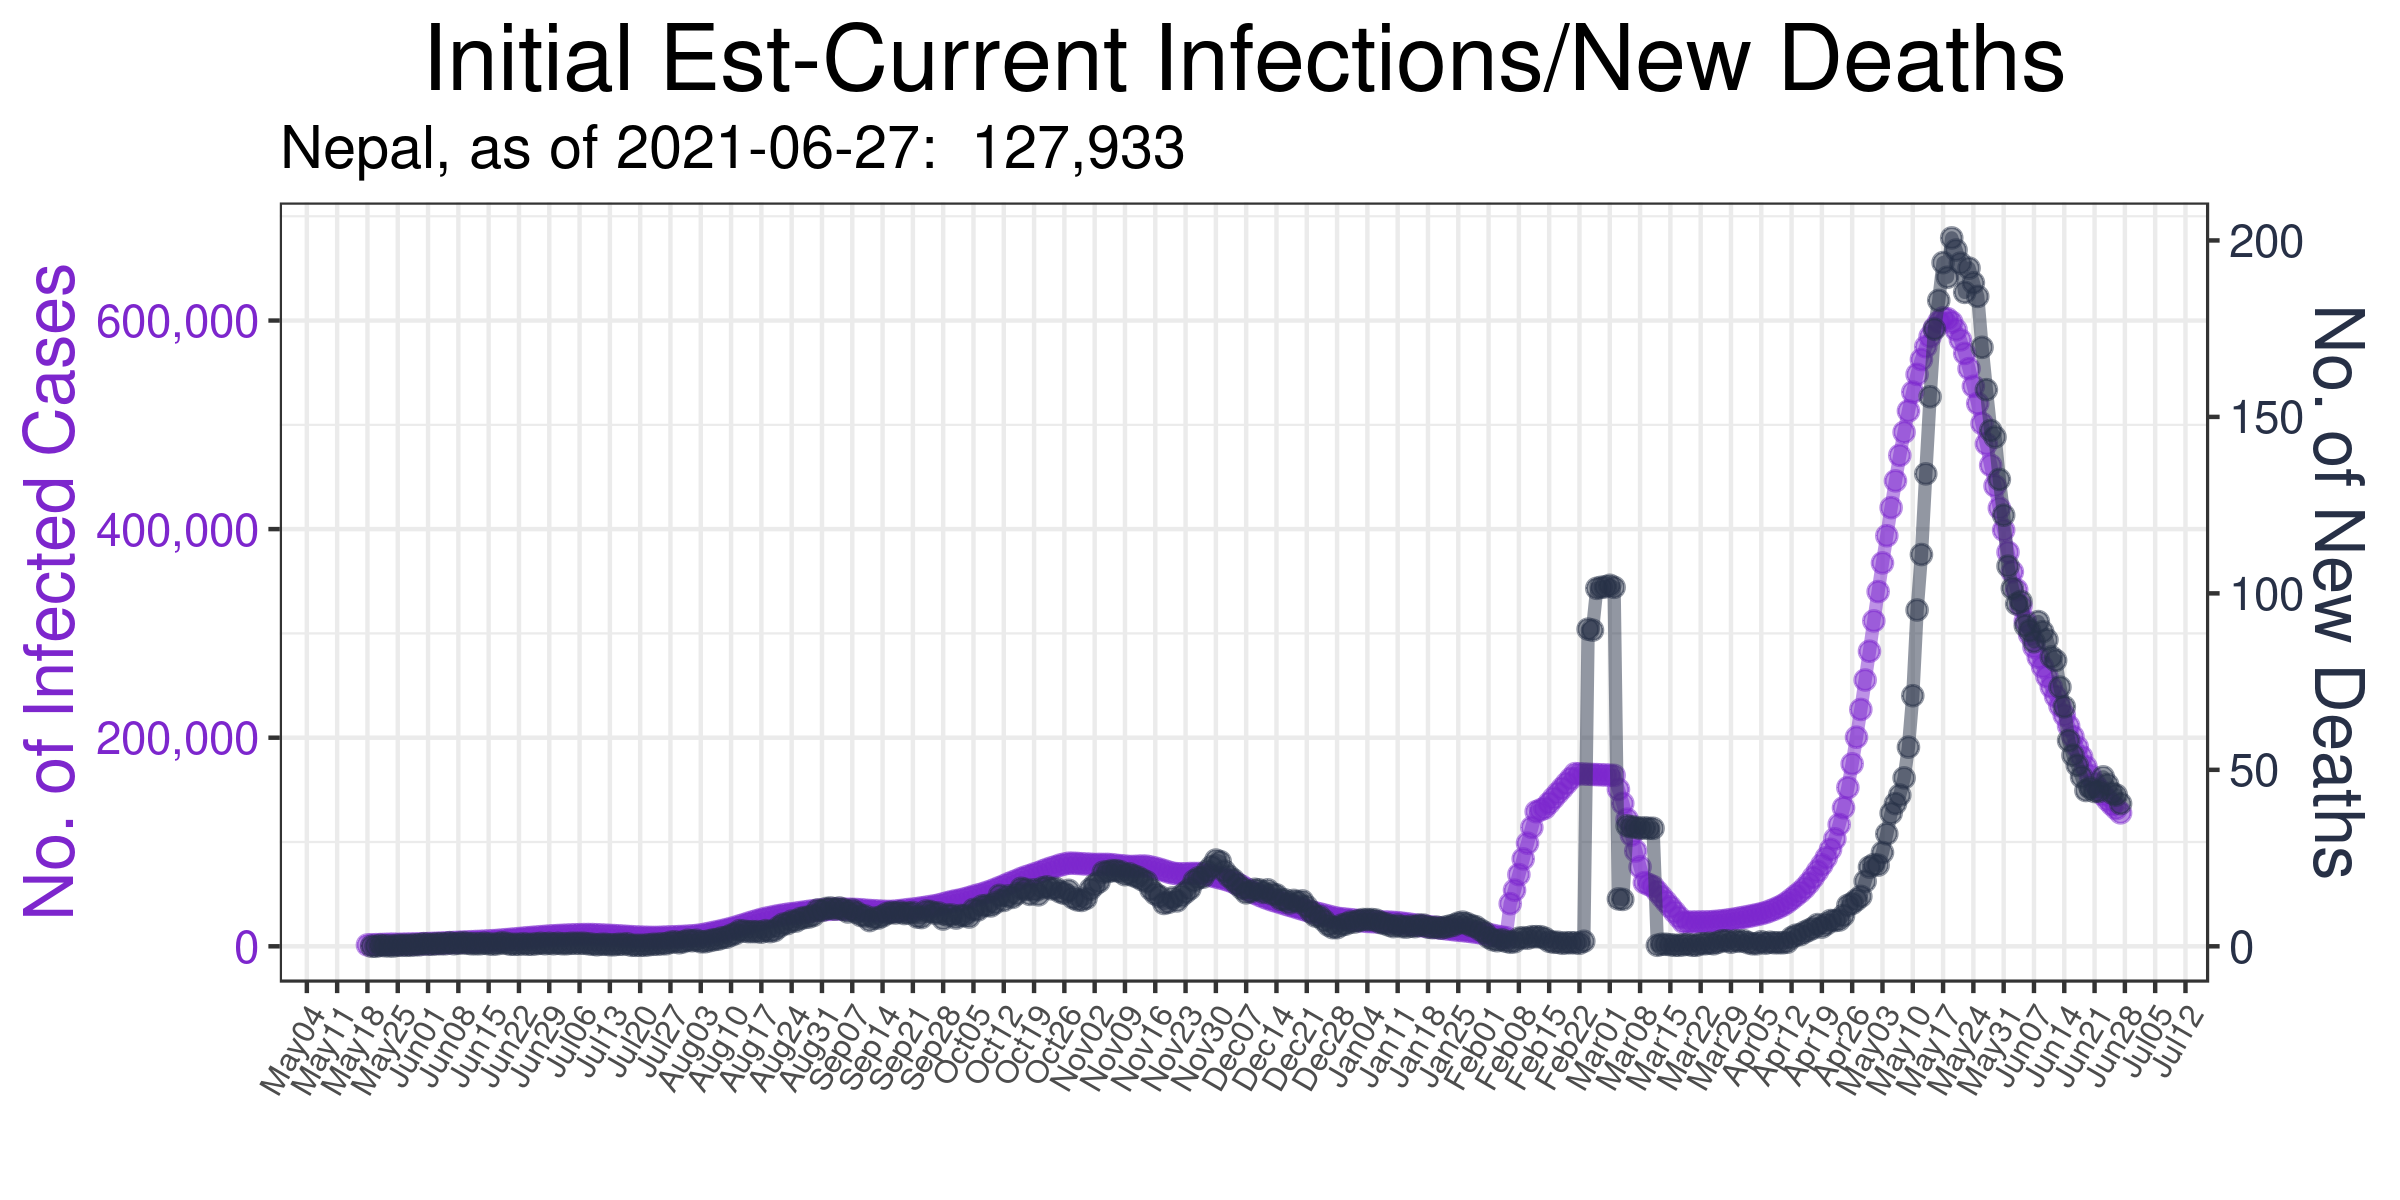 Initial Est-Current Infections/New Deaths
Nepal, as of 2021-06-27:  127,933
No. of Infected Cases
600,000
400,000
200,000
0
200
150
100
50
0
No. of New Deaths
May04
May11
May18
May25
Jun01
Jun08
Jun15
Jun22
Jun29
Jul06
Jul13
Jul20
Jul27
Aug03
Aug10
Aug17
Aug24
Aug31
Sep07
Sep14
Sep21
Sep28
Oct05
Oct12
Oct19
Oct26
Nov02
Nov09
Nov16
Nov23
Nov30
Dec07
Dec14
Dec21
Dec28
Jan04
Jan11
Jan18
Jan25
Feb01
Feb08
Feb15
Feb22
Mar01
Mar08
Mar15
Mar22
Mar29
Apr05
Apr12
Apr19
Apr26
May03
May10
May17
May24
May31
Jun07
Jun14
Jun21
Jun28
Jul05
Jul12